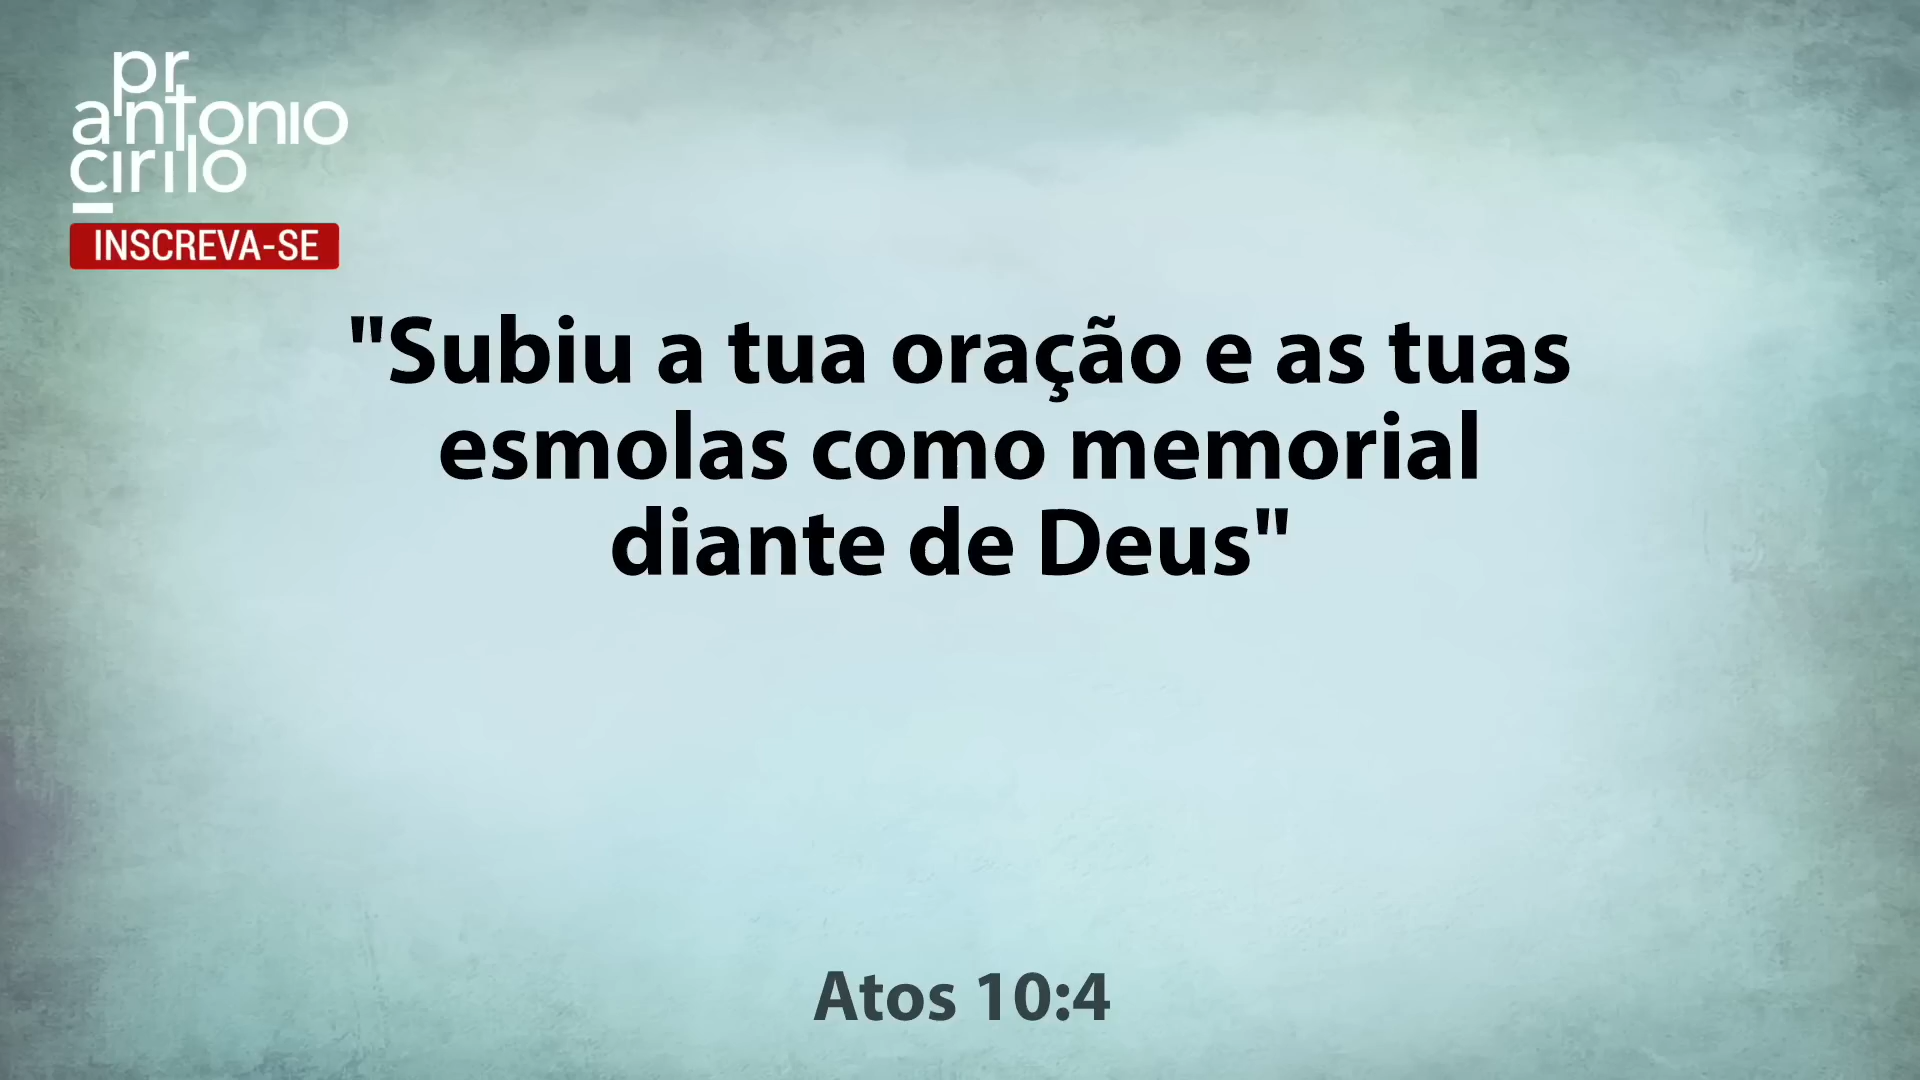 pr
antonio
cirilo
INSCREVA-SE
"Subiu a tua oração e as tuas
esmolas como memorial
diante de Deus"
Atos 10:4